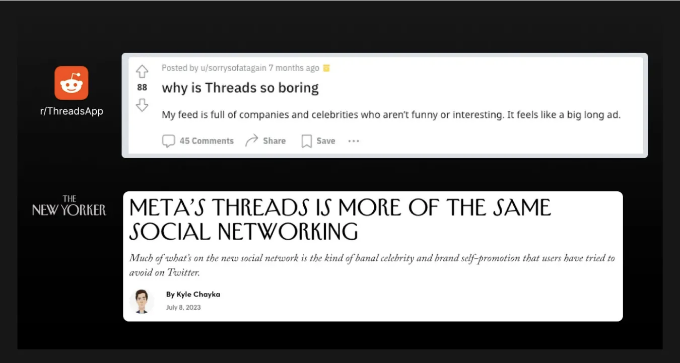 Posted by u/sorrysofatagain 7 months ago
88
why is Threads so boring
r/ThreadsApp
My feed is full of companies and celebrities who aren't funny or interesting. It feels like a big long ad.
45 Comments Share Save ...
THE
NEW YORKER
META'S THREADS IS MORE OF THE SAME
SOCIAL NETWORKING
Much of what's on the new social network is the kind of banal celebrity and brand self-promotion that users have tried to
avoid on Twitter.
By Kyle Chayka
July 8, 2023